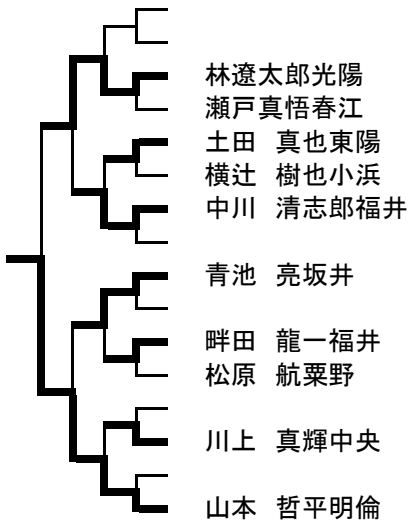 林遼太郎光陽
瀬戸真悟春江
土田 真也東陽
横辻 樹也小浜
中川 清志郎福井
青池 亮坂井
畔田 龍一福井
松原 航粟野
川上 真輝中央
山本 哲平明倫